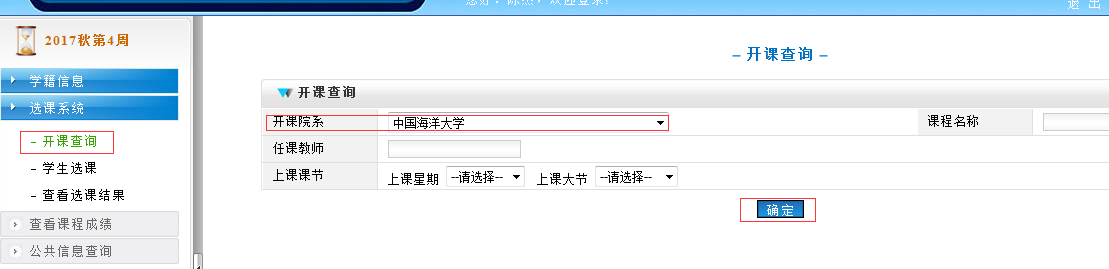 退 出
2017秋第4周
学籍信息
选课系统
- 开课查询
- 学生选课
- 查看选课结果
查看课程成绩
公共信息查询
– 开课查询 –
开课查询
开课院系 中国海洋大学 课程名称
任课教师
上课课节 上课星期 --请选择-- 上课大节 --请选择--
确定